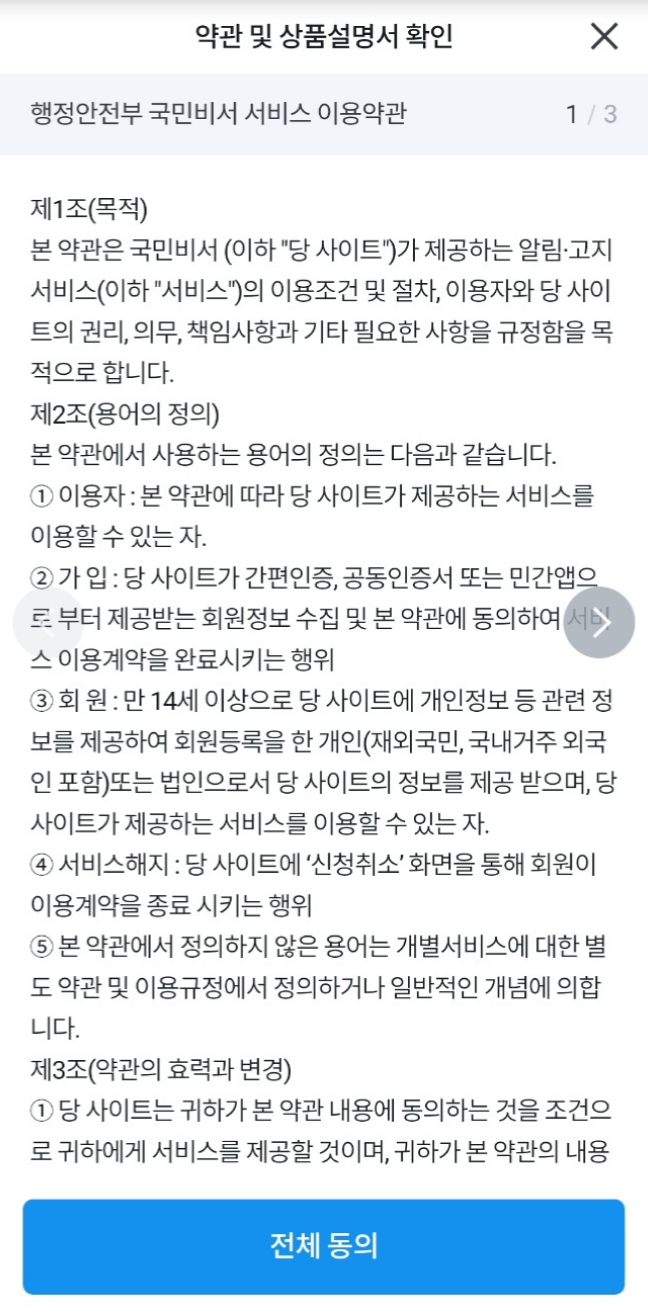 약관 및 상품설명서 확인
행정안전부 국민비서 서비스 이용약관 1 / 3
제1조(목적)
본 약관은 국민비서 (이하 "당 사이트")가 제공하는 알림·고지
서비스(이하 "서비스")의 이용조건 및 절차, 이용자와 당 사이
트의 권리, 의무, 책임사항과 기타 필요한 사항을 규정함을 목
적으로 합니다.
제2조(용어의 정의)
본 약관에서 사용하는 용어의 정의는 다음과 같습니다.
① 이용자 : 본 약관에 따라 당 사이트가 제공하는 서비스를
이용할 수 있는 자.
② 가 입 : 당 사이트가 간편인증, 공동인증서 또는 민간앱으
로 부터 제공받는 회원정보 수집 및 본 약관에 동의하여 서비
스 이용계약을 완료시키는 행위
③ 회 원 : 만 14세 이상으로 당 사이트에 개인정보 등 관련 정
보를 제공하여 회원등록을 한 개인(재외국민, 국내거주 외국
인 포함)또는 법인으로서 당 사이트의 정보를 제공 받으며, 당
사이트가 제공하는 서비스를 이용할 수 있는 자.
④ 서비스해지 : 당 사이트에 ‘신청취소’ 화면을 통해 회원이
이용계약을 종료 시키는 행위
⑤ 본 약관에서 정의하지 않은 용어는 개별서비스에 대한 별
도 약관 및 이용규정에서 정의하거나 일반적인 개념에 의합
니다.
제3조(약관의 효력과 변경)
① 당 사이트는 귀하가 본 약관 내용에 동의하는 것을 조건으
로 귀하에게 서비스를 제공할 것이며, 귀하가 본 약관의 내용
전체 동의